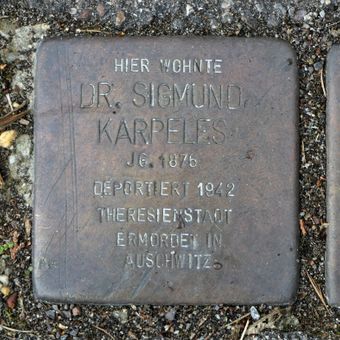 HIER WOHNTE
DR. SIGMUND
KARPELES
JG. 1876
DEPORTIERT 1942
THERESIENSTADT
ERMORDET IN
AUSCHWITZ